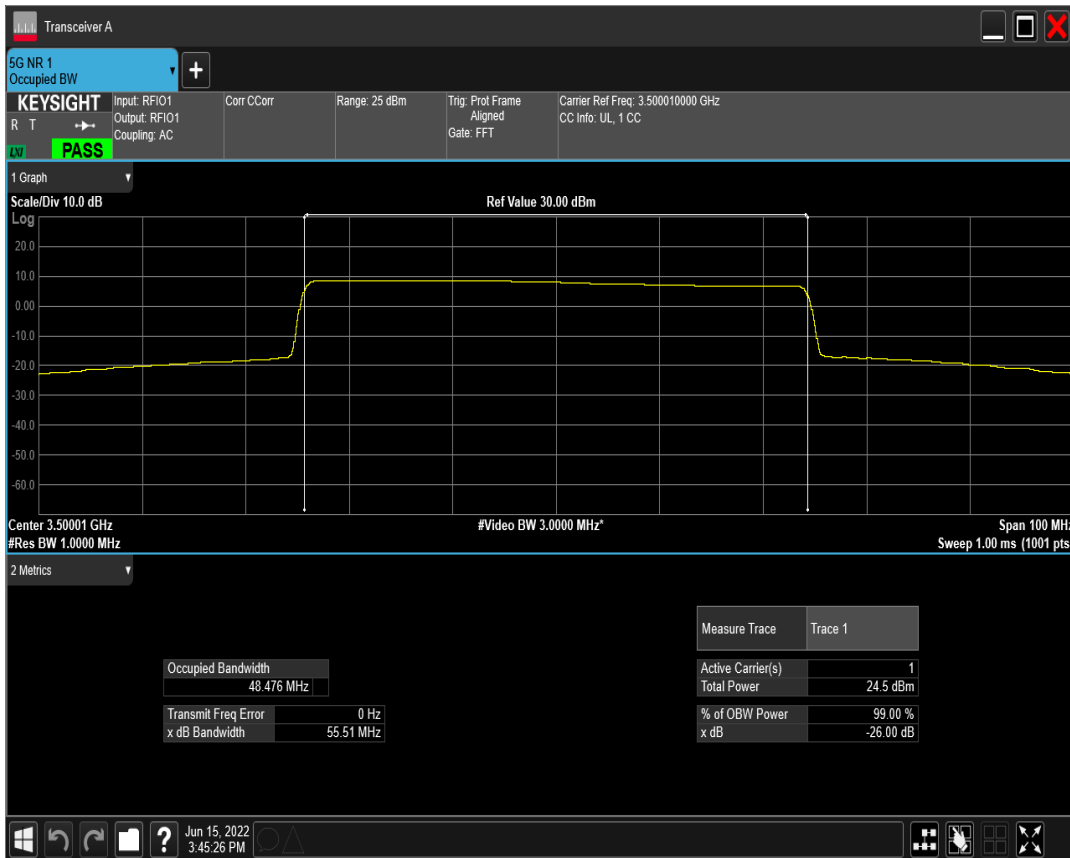 Transceiver A
5G NR 1
Occupied BW
KEYSIGHT
R T
LXI
PASS
Input: RFIO1
Output: RFIO1
Coupling: AC
Corr CCorr
Range: 25 dBm
Trig: Prot Frame
Aligned
Gate: FFT
Carrier Ref Freq: 3.500010000 GHz
CC Info: UL, 1 CC
1 Graph
Scale/Div 10.0 dB
Ref Value 30.00 dBm
Log
20.0
10.0
0.00
-10.0
-20.0
-30.0
-40.0
-50.0
-60.0
Center 3.50001 GHz
#Video BW 3.0000 MHz*
Span 100 MHz
#Res BW 1.0000 MHz
Sweep 1.00 ms (1001 pts
2 Metrics
Measure Trace Trace 1
Occupied Bandwidth
48.476 MHz
Active Carrier(s) 1
Total Power 24.5 dBm
Transmit Freq Error 0 Hz
x dB Bandwidth 55.51 MHz
% of OBW Power 99.00 %
x dB -26.00 dB
?
Jun 15, 2022
3:45:26 PM